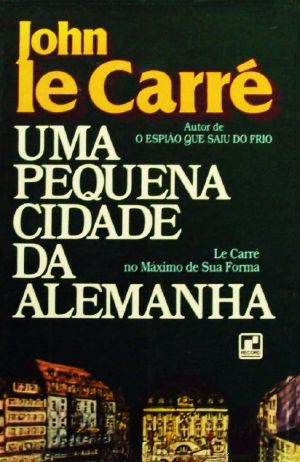 John
le Carré
Autor de
O ESPIÃO QUE SAIU DO FRIO
UMA
PEQUENA
CIDADE
DA
ALEMANHA
Le Carré
no Máximo de Sua Forma
RECORD